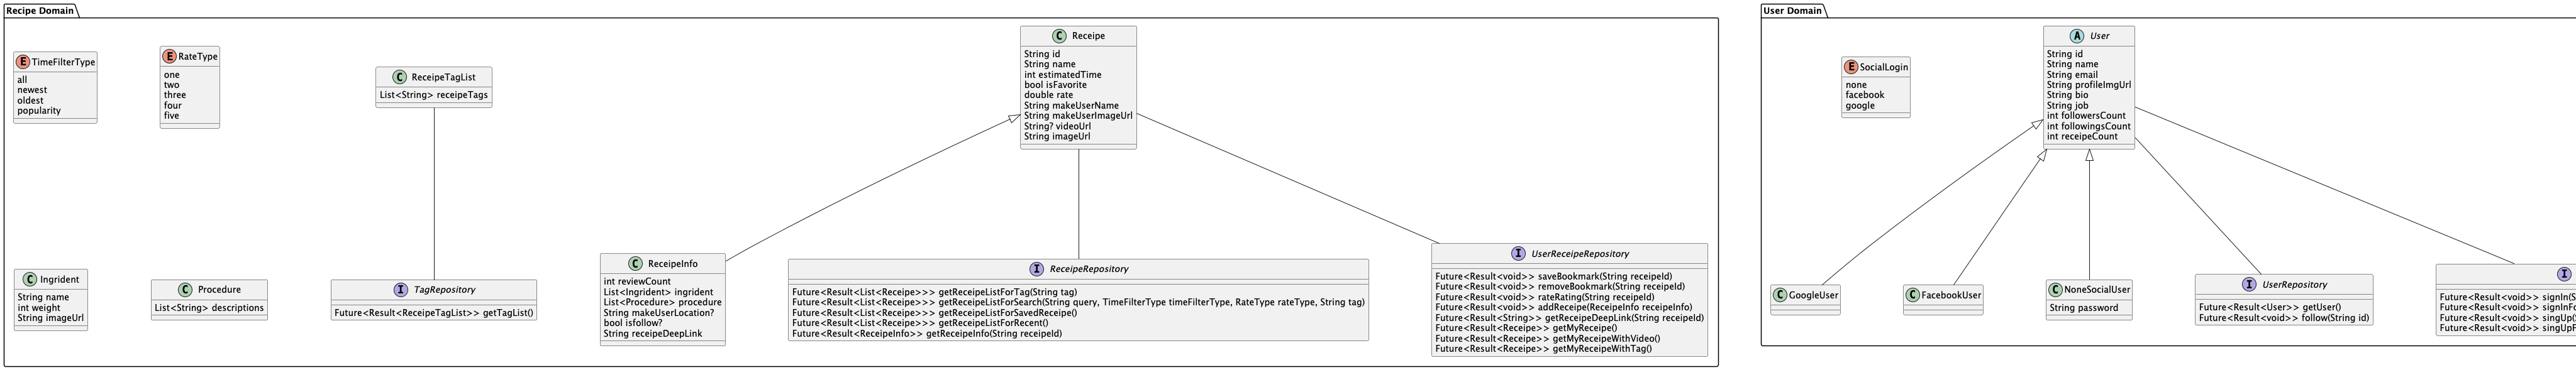 Recipe Domain
E TimeFilterType
all
newest
oldest
popularity
E RateType
one
two
three
four
five
C ReceipeTagList
List<String> receipeTags
C Receipe
String id
String name
int estimatedTime
bool isFavorite
double rate
String makeUserName
String makeUserImageUrl
String? videoUrl
String imageUrl
C Ingrident
String name
int weight
String imageUrl
C Procedure
List<String> descriptions
I TagRepository
Future<Result<ReceipeTagList>> getTagList()
C ReceipeInfo
int reviewCount
List<Ingrident> ingrident
List<Procedure> procedure
String makeUserLocation?
bool isfollow?
String receipeDeepLink
I ReceipeRepository
Future<Result<List<Receipe>>> getReceipeListForTag(String tag)
Future<Result<List<Receipe>>> getReceipeListForSearch(String query, TimeFilterType timeFilterType, RateType rateType, String tag)
Future<Result<List<Receipe>>> getReceipeListForSavedReceipe()
Future<Result<List<Receipe>>> getReceipeListForRecent()
Future<Result<ReceipeInfo>> getReceipeInfo(String receipeId)
I UserReceipeRepository
Future<Result<void>> saveBookmark(String receipeId)
Future<Result<void>> removeBookmark(String receipeId)
Future<Result<void>> rateRating(String receipeId)
Future<Result<void>> addReceipe(ReceipeInfo receipeInfo)
Future<Result<String>> getReceipeDeepLink(String receipeId)
Future<Result<Receipe>> getMyReceipe()
Future<Result<Receipe>> getMyReceipeWithVideo()
Future<Result<Receipe>> getMyReceipeWithTag()
User Domain
E SocialLogin
none
facebook
google
A User
String id
String name
String email
String profileImgUrl
String bio
String job
int followersCount
int followingsCount
int receipeCount
C GoogleUser
C FacebookUser
C NoneSocialUser
String password
I UserRepository
Future<Result<User>> getUser()
Future<Result<void>> follow(String id)
I
Future<Result<void>> signIn(S
Future<Result<void>> signInFo
Future<Result<void>> singUp(S
Future<Result<void>> singUpF